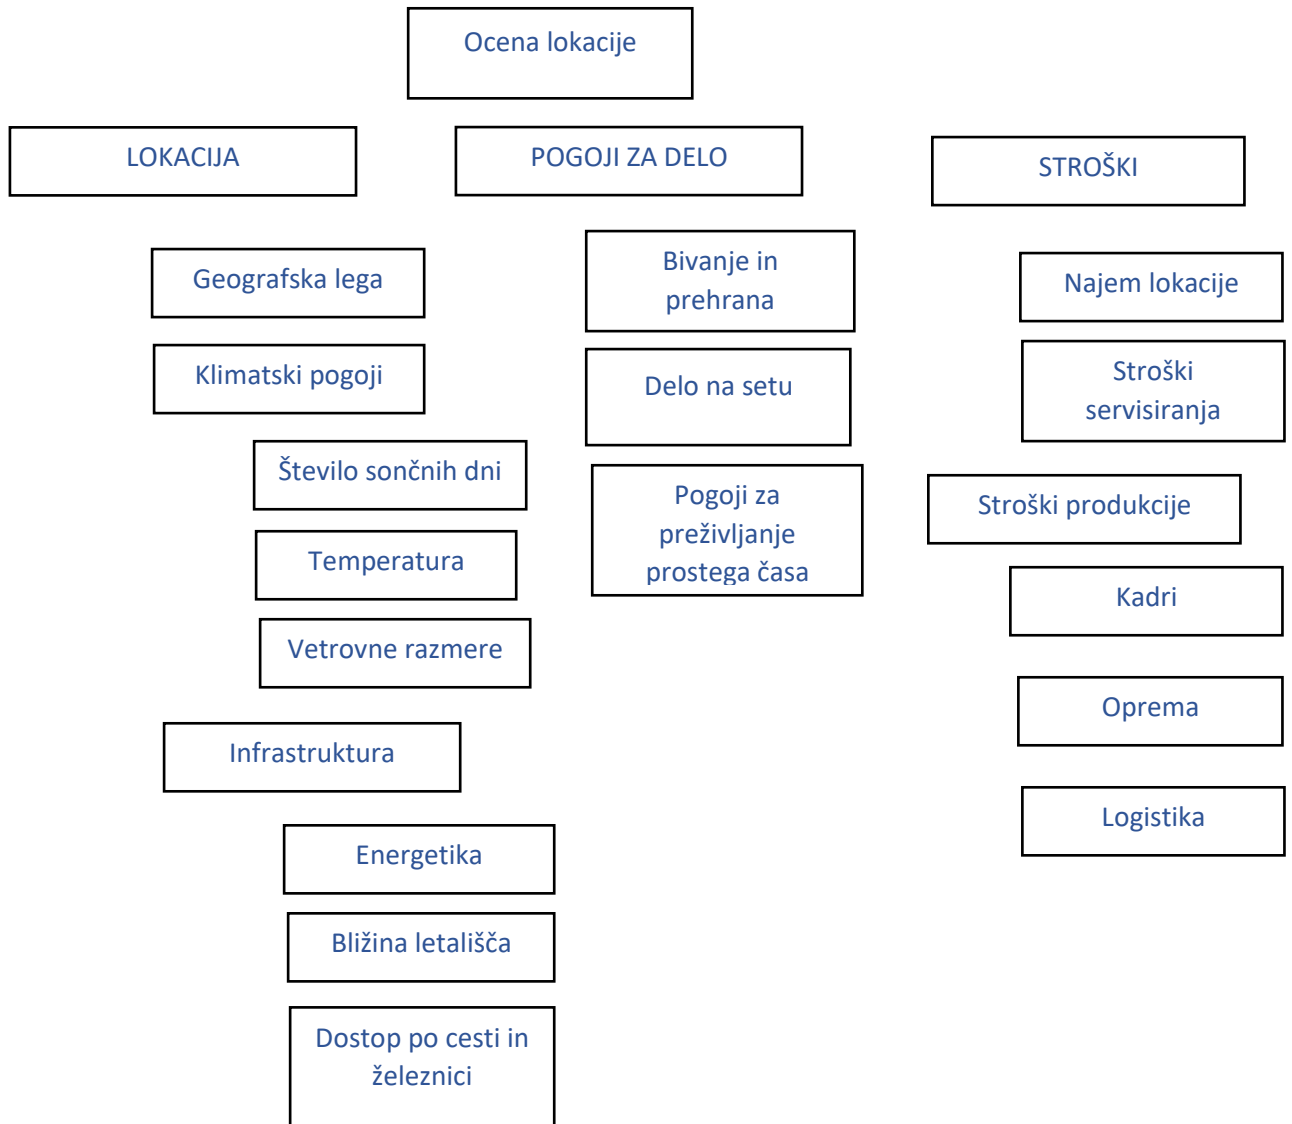 Ocena lokacije
LOKACIJA
Geografska lega
Klimatski pogoji
Število sončnih dni
Temperatura
Vetrovne razmere
Infrastruktura
Energetika
Bližina letališča
Dostop po cesti in
železnici
POGOJI ZA DELO
Bivanje in
prehrana
Delo na setu
Pogoji za
preživljanje
prostega časa
STROŠKI
Najem lokacije
Stroški
servisiranja
Stroški produkcije
Kadri
Oprema
Logistika